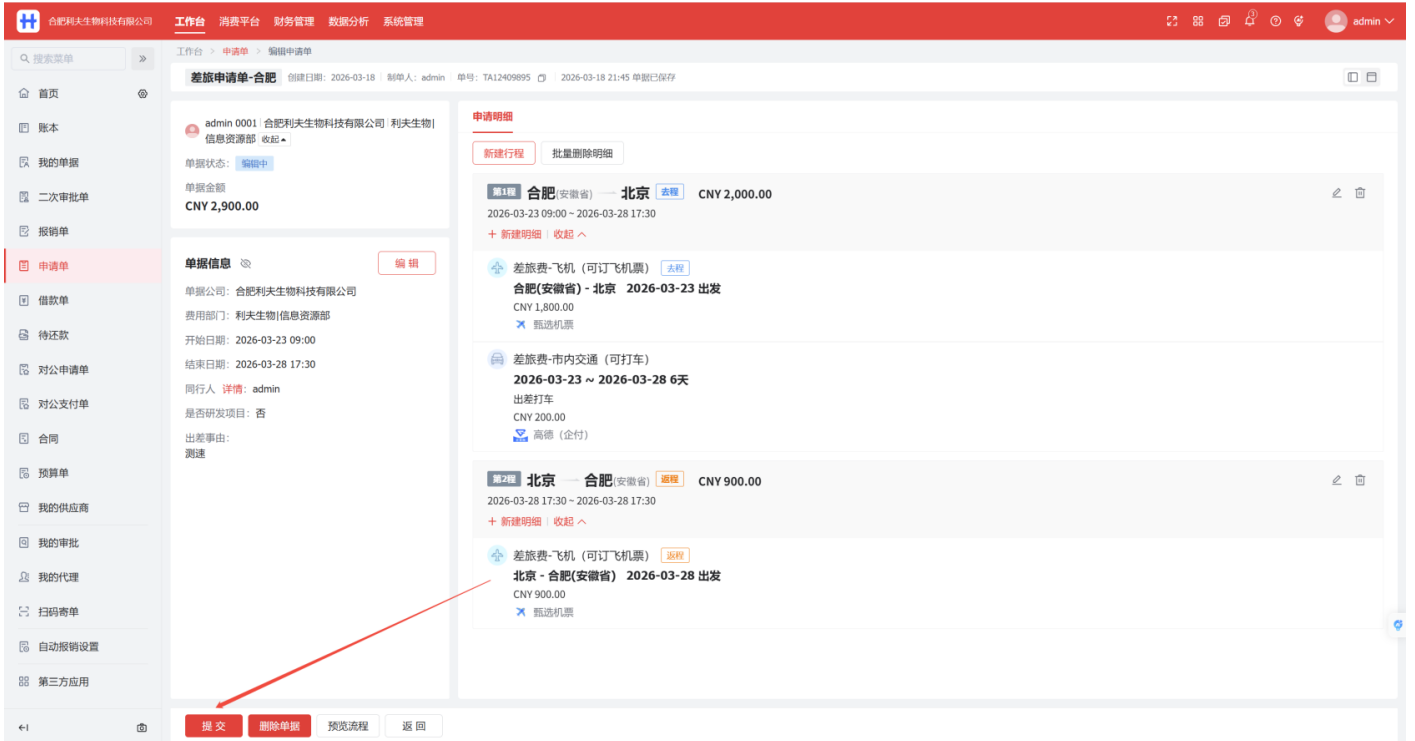 合肥利夫生物科技有限公司 工作台 消费平台 财务管理 数据分析 系统管理 1 admin
搜索菜单
首页
账本
我的单据
二次审批单
报销单
申请单
借款单
待还款
对公申请单
对公支付单
合同
预算单
我的供应商
我的审批
我的代理
扫码寄单
自动报销设置
第三方应用
工作台 > 申请单 > 编辑申请单
差旅申请单-合肥 创建日期: 2026-03-18 制单人: admin 单号: TA12409895 2026-03-18 21:45 单据已保存
admin 0001 | 合肥利夫生物科技有限公司 | 利夫生物|
信息资源部 收起
单据状态: 编辑中
单据金额
CNY 2,900.00
单据信息 编 辑
单据公司: 合肥利夫生物科技有限公司
费用部门: 利夫生物|信息资源部
开始日期: 2026-03-23 09:00
结束日期: 2026-03-28 17:30
同行人 详情: admin
是否研发项目: 否
出差事由:
测速
申请明细
新建行程 批量删除明细
第1程 合肥(安徽省) — 北京 去程 CNY 2,000.00
2026-03-23 09:00 ~ 2026-03-28 17:30
+ 新建明细 | 收起
差旅费-飞机（可订飞机票） 去程
合肥(安徽省) - 北京 2026-03-23 出发
CNY 1,800.00
甄选机票
差旅费-市内交通（可打车）
2026-03-23 ~ 2026-03-28 6天
出差打车
CNY 200.00
高德（企付）
第2程 北京 — 合肥(安徽省) 返程 CNY 900.00
2026-03-28 17:30 ~ 2026-03-28 17:30
+ 新建明细 | 收起
差旅费-飞机（可订飞机票） 返程
北京 - 合肥(安徽省) 2026-03-28 出发
CNY 900.00
甄选机票
提 交 删除单据 预览流程 返 回